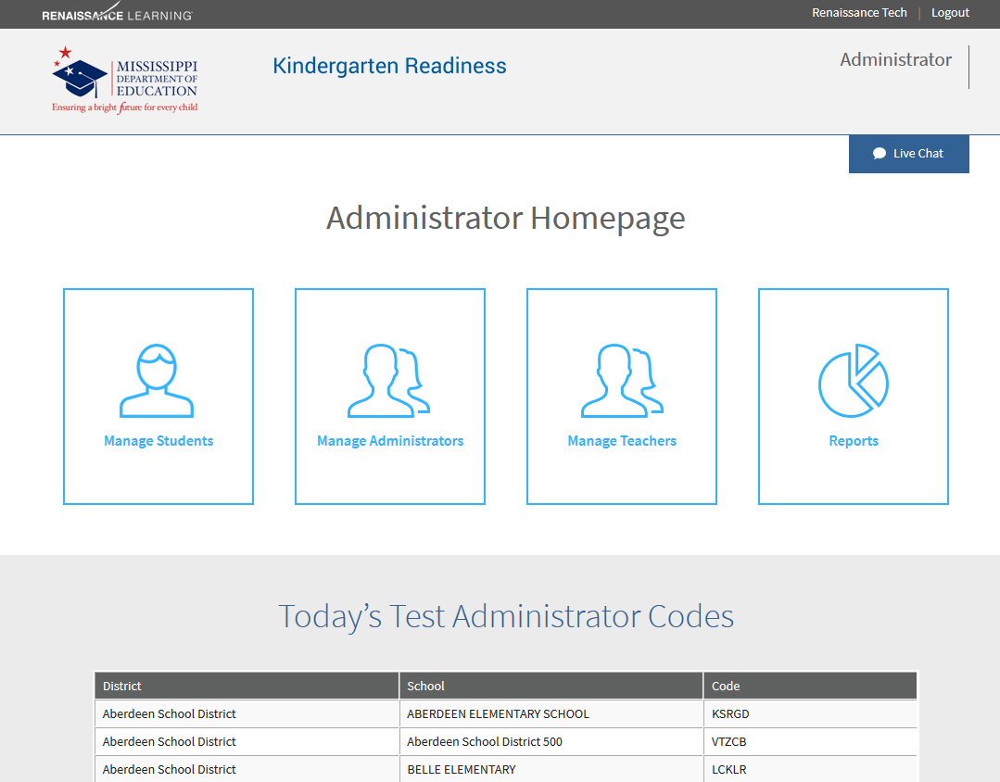 RENAISSANCE LEARNING
Renaissance Tech | Logout
MISSISSIPPI
DEPARTMENT OF
EDUCATION
Ensuring a bright future for every child
Kindergarten Readiness
Administrator
Live Chat
Administrator Homepage
Manage Students
Manage Administrators
Manage Teachers
Reports
Today's Test Administrator Codes
District School Code
Aberdeen School District ABERDEEN ELEMENTARY SCHOOL KSRGD
Aberdeen School District Aberdeen School District 500 VTZCB
Aberdeen School District BELLE ELEMENTARY LCKLR